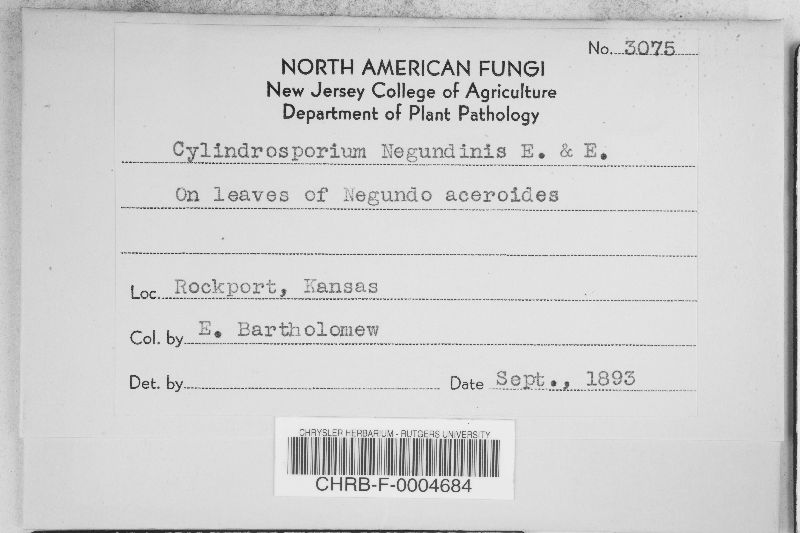 No. 3075
NORTH AMERICAN FUNGI
New Jersey College of Agriculture
Department of Plant Pathology
Cylindrosporium Negundinis E. & E.
On leaves of Negundo aceroides
Loc. Rockport, Kansas
Col. by E. Bartholomew
Det. by Date Sept., 1893
CHRYSLER HERBARIUM - RUTGERS UNIVERSITY
CHRB-F-0004684